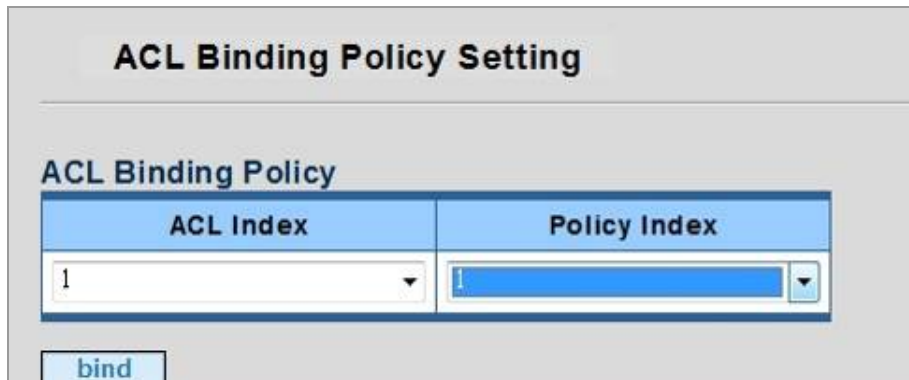 ACL Binding Policy Setting
ACL Binding Policy
ACL Index Policy Index
1 1
bind